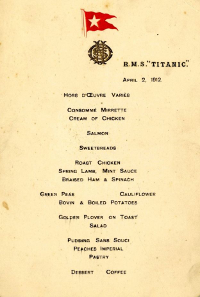 R.M.S. "TITANIC."
APRIL 2, 1912.
HORS D'ŒUVRE VARIÉS
CONSOMMÉ MIRRETTE
CREAM OF CHICKEN
SALMON
SWEETBREADS
ROAST CHICKEN
SPRING LAMB, MINT SAUCE
BRAISED HAM & SPINACH
GREEN PEAS CAULIFLOWER
BOVIN & BOILED POTATOES
GOLDEN PLOVER ON TOAST
SALAD
PUDDING SANS SOUCI
PEACHES IMPERIAL
PASTRY
DESSERT COFFEE